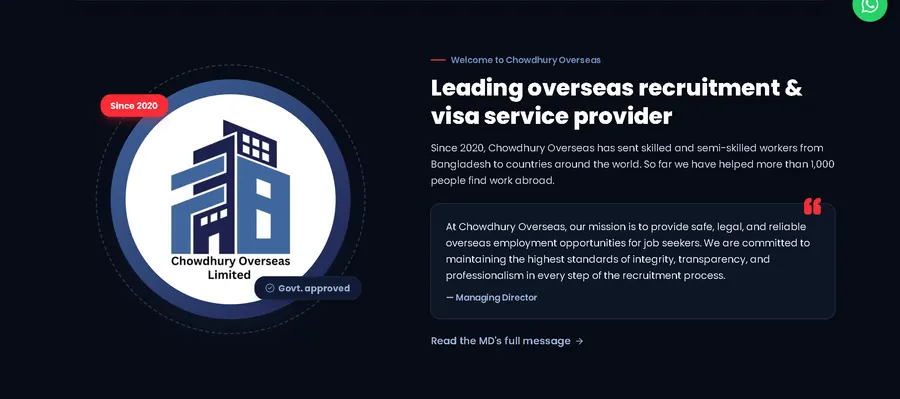 Welcome to Chowdhury Overseas
Leading overseas recruitment &
visa service provider
Since 2020
Since 2020, Chowdhury Overseas has sent skilled and semi-skilled workers from
Bangladesh to countries around the world. So far we have helped more than 1,000
people find work abroad.
At Chowdhury Overseas, our mission is to provide safe, legal, and reliable
overseas employment opportunities for job seekers. We are committed to
maintaining the highest standards of integrity, transparency, and
professionalism in every step of the recruitment process.
— Managing Director
Chowdhury Overseas
Limited
Govt. approved
Read the MD's full message →